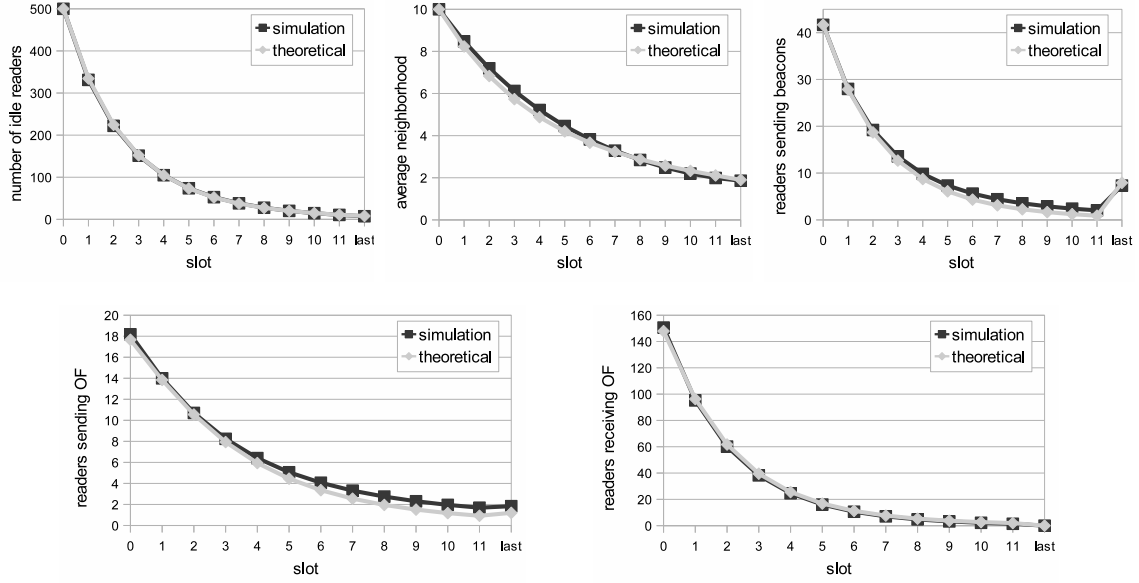 number of idle readers
500
400
300
200
100
0
0 1 2 3 4 5 6 7 8 9 10 11 last
slot
simulation
theoretical
average neighborhood
10
8
6
4
2
0
0 1 2 3 4 5 6 7 8 9 10 11 last
slot
simulation
theoretical
readers sending beacons
40
30
20
10
0
0 1 2 3 4 5 6 7 8 9 10 11 last
slot
simulation
theoretical
readers sending OF
20
18
16
14
12
10
8
6
4
2
0
0 1 2 3 4 5 6 7 8 9 10 11 last
slot
simulation
theoretical
readers receiving OF
160
140
120
100
80
60
40
20
0
0 1 2 3 4 5 6 7 8 9 10 11 last
slot
simulation
theoretical